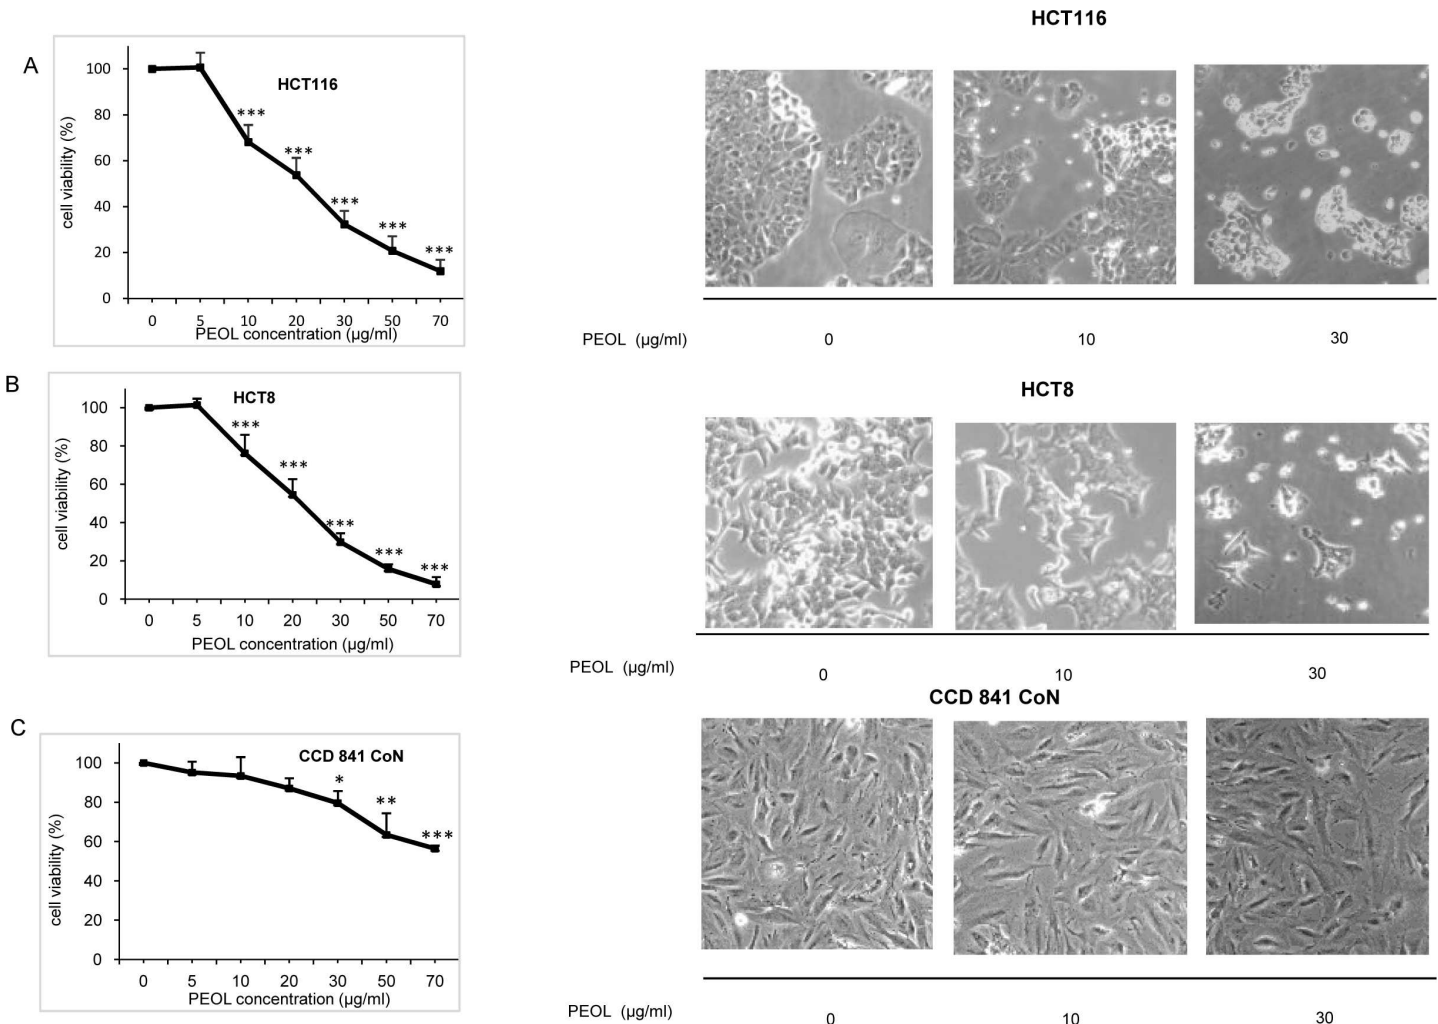 HCT116
A
HCT116
100
80
60
40
20
0
cell viability (%)
***
***
***
***
***
0 5 10 20 30 50 70
PEOL concentration (µg/ml)
PEOL (µg/ml) 0 10 30
B
HCT8
HCT8
100
80
60
40
20
0
cell viability (%)
***
***
***
***
***
0 5 10 20 30 50 70
PEOL concentration (µg/ml)
PEOL (µg/ml) 0 10 30
CCD 841 CoN
C
CCD 841 CoN
100
80
60
40
20
0
cell viability (%)
*
**
***
0 5 10 20 30 50 70
PEOL concentration (µg/ml)
PEOL (µg/ml) 0 10 30